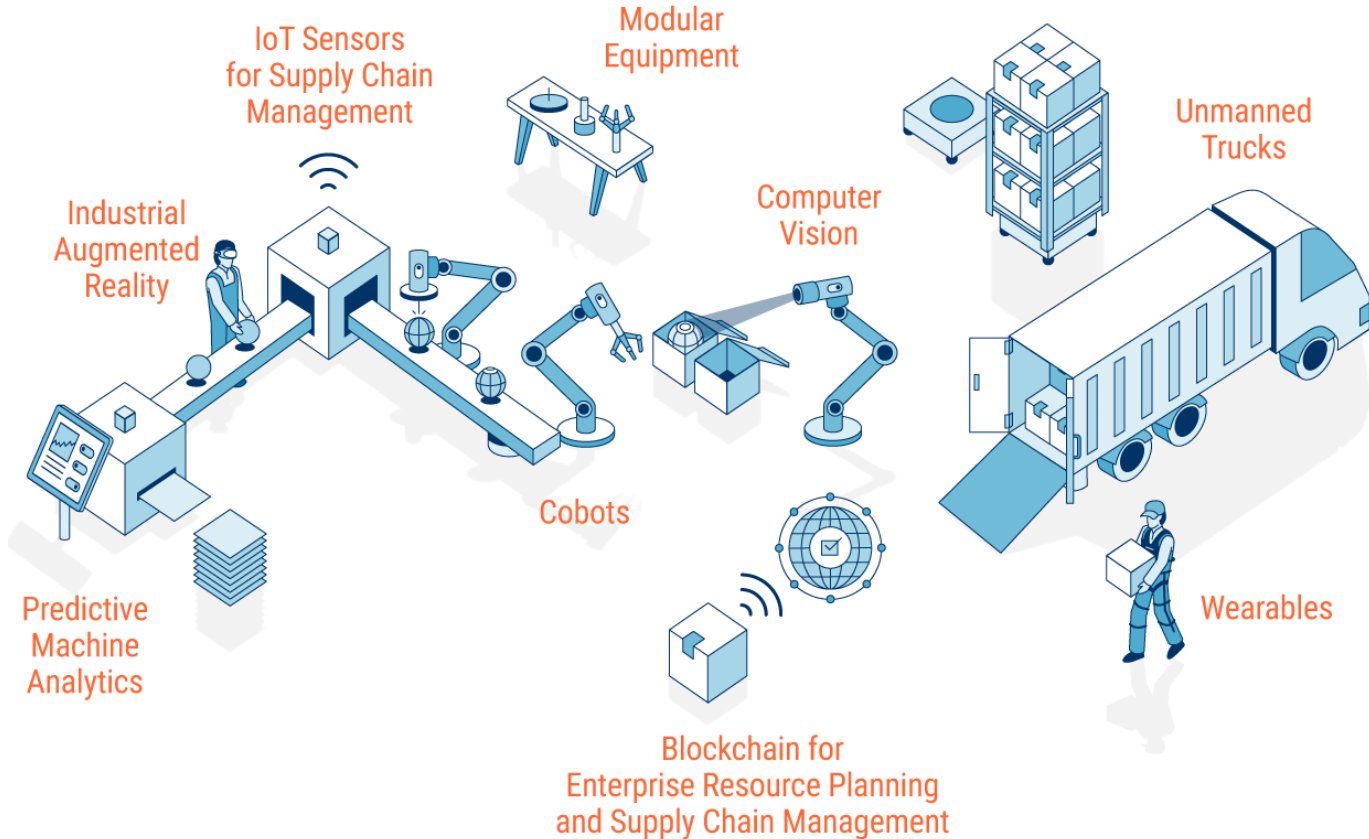 IoT Sensors
for Supply Chain
Management
Modular
Equipment
Unmanned
Trucks
Industrial
Augmented
Reality
Computer
Vision
Cobots
Predictive
Machine
Analytics
Wearables
Blockchain for
Enterprise Resource Planning
and Supply Chain Management